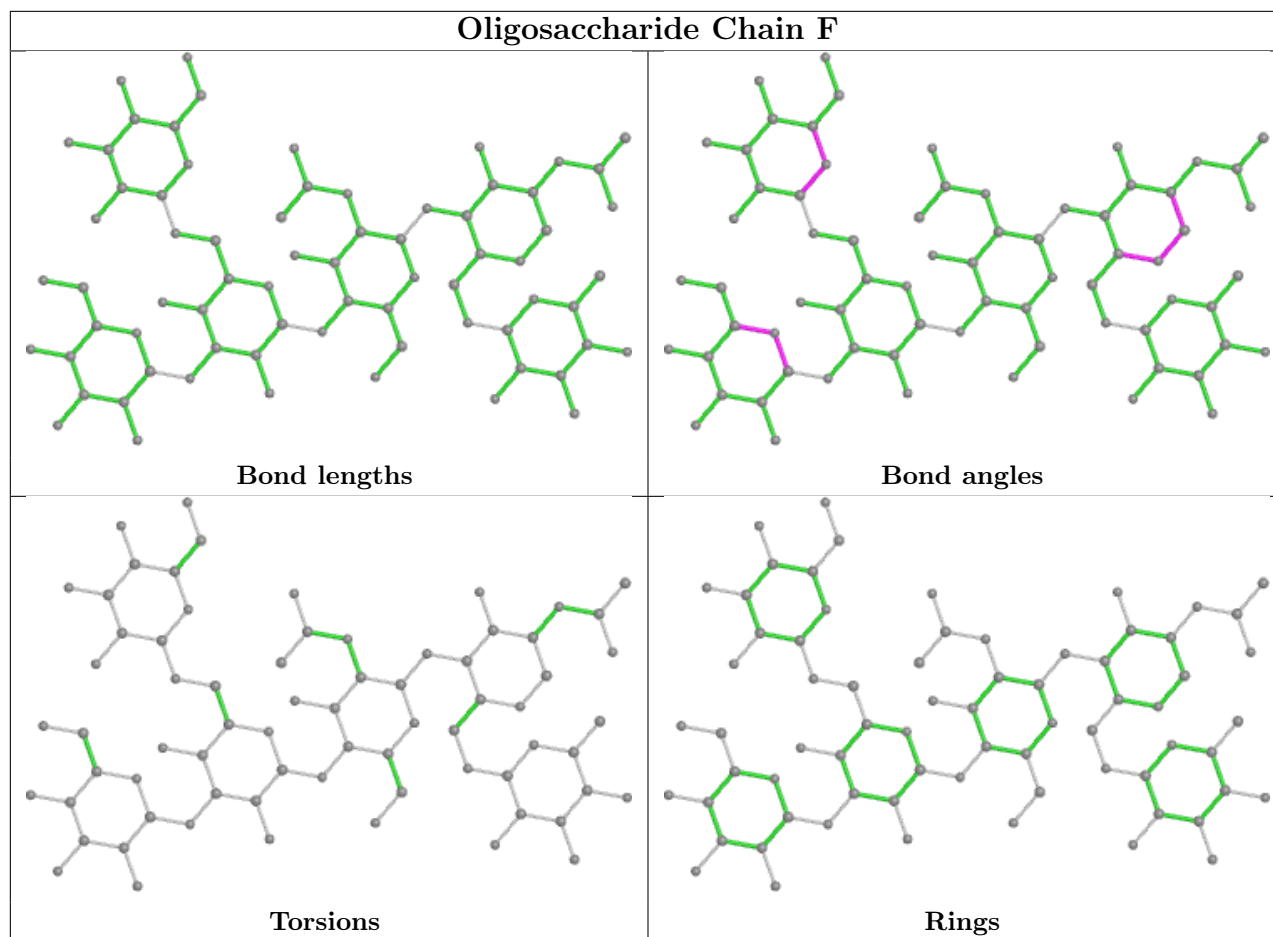 Oligosaccharide Chain F
Bond lengths
Bond angles
Torsions
Rings